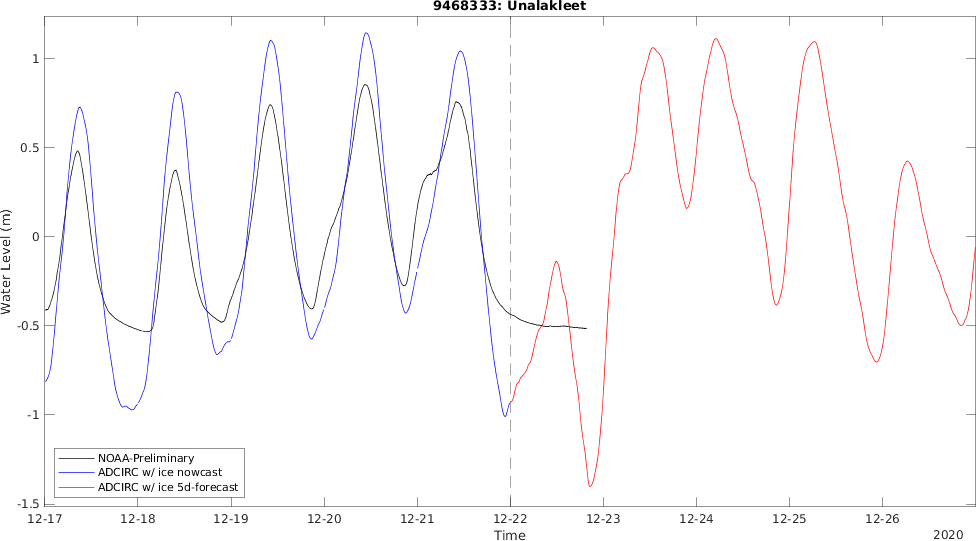 9468333: Unalakleet
Water Level (m)
1
0.5
0
-0.5
-1
-1.5
NOAA-Preliminary
ADCIRC w/ ice nowcast
ADCIRC w/ ice 5d-forecast
12-17 12-18 12-19 12-20 12-21 12-22 12-23 12-24 12-25 12-26
Time
2020